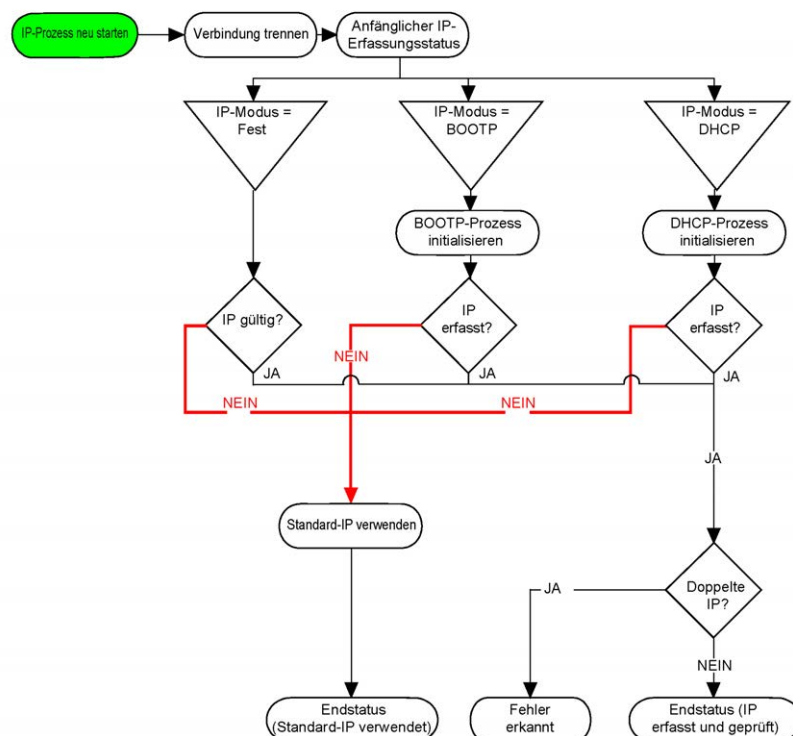 IP-Prozess neu starten
Verbindung trennen
Anfänglicher IP-
Erfassungsstatus
IP-Modus =
Fest
IP-Modus =
BOOTP
IP-Modus =
DHCP
BOOTP-Prozess
initialisieren
DHCP-Prozess
initialisieren
IP gültig?
IP
erfasst?
IP
erfasst?
NEIN
JA
JA
JA
NEIN
NEIN
JA
Standard-IP verwenden
Doppelte
IP?
JA
NEIN
Endstatus
(Standard-IP verwendet)
Fehler
erkannt
Endstatus (IP
erfasst und geprüft)